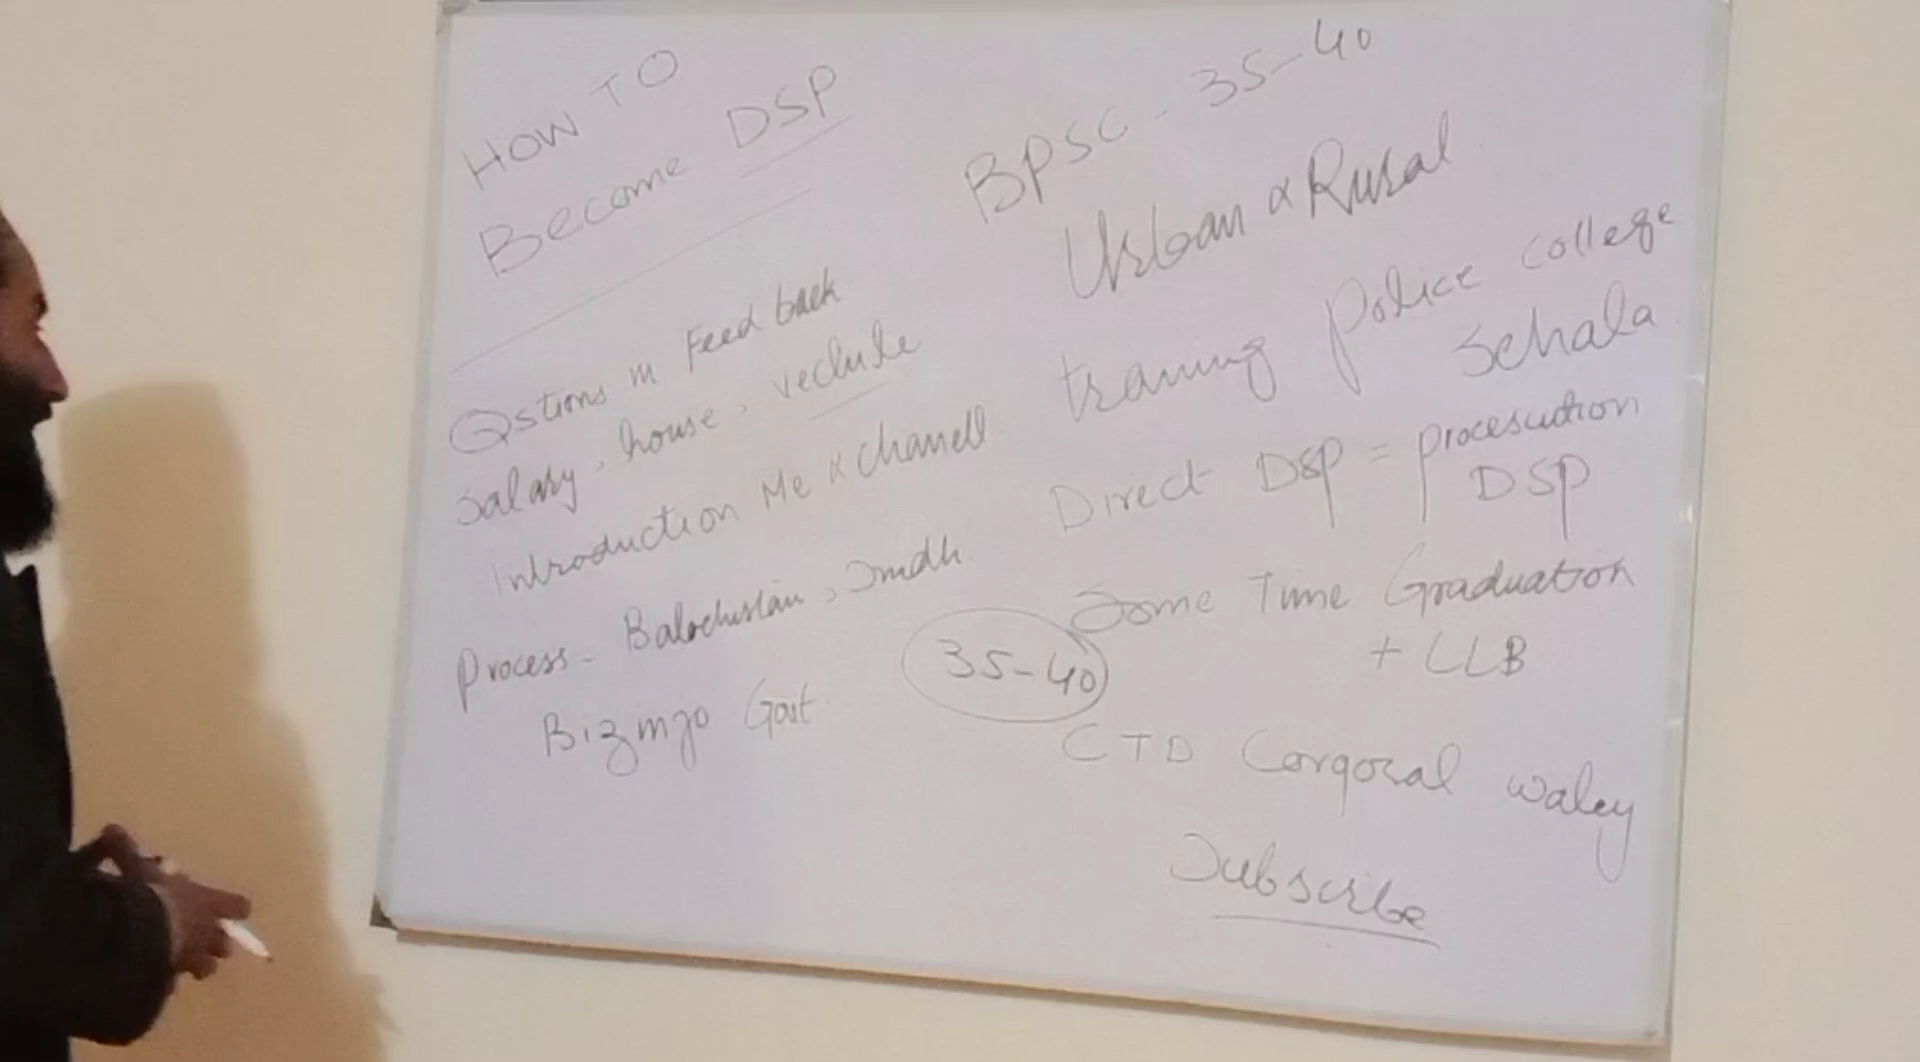 HOW TO
Become DSP
Qstions in Feed back
Salary, house, vechule
introduction Me & chanell
Process - Balochistan, Sindh
Bizinjo Govt
35-40
BPSC - 35-40
Urban & Rural
training Police college
Sehala
Direct DSP = procescution
DSP
Some Time Graduation
+ LLB
CTD Corporal waley
Subscribe